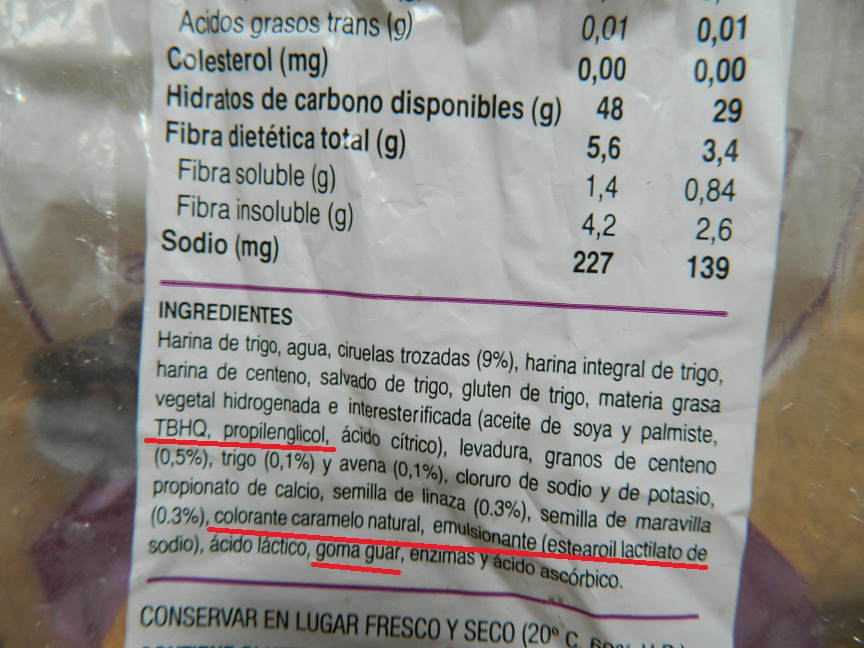 Acidos grasos trans (g) 0,01 0,01
Colesterol (mg) 0,00 0,00
Hidratos de carbono disponibles (g) 48 29
Fibra dietética total (g) 5,6 3,4
Fibra soluble (g) 1,4 0,84
Fibra insoluble (g) 4,2 2,6
Sodio (mg) 227 139
INGREDIENTES
Harina de trigo, agua, ciruelas trozadas (9%), harina integral de trigo,
harina de centeno, salvado de trigo, gluten de trigo, materia grasa
vegetal hidrogenada e interesterificada (aceite de soya y palmiste,
TBHQ, propilenglicol, ácido cítrico), levadura, granos de centeno
(0,5%), trigo (0,1%) y avena (0,1%), cloruro de sodio y de potasio,
propionato de calcio, semilla de linaza (0.3%), semilla de maravilla
(0.3%), colorante caramelo natural, emulsionante (estearoil lactilato de
sodio), ácido láctico, goma guar, enzimas y ácido ascórbico.
CONSERVAR EN LUGAR FRESCO Y SECO (20° C,